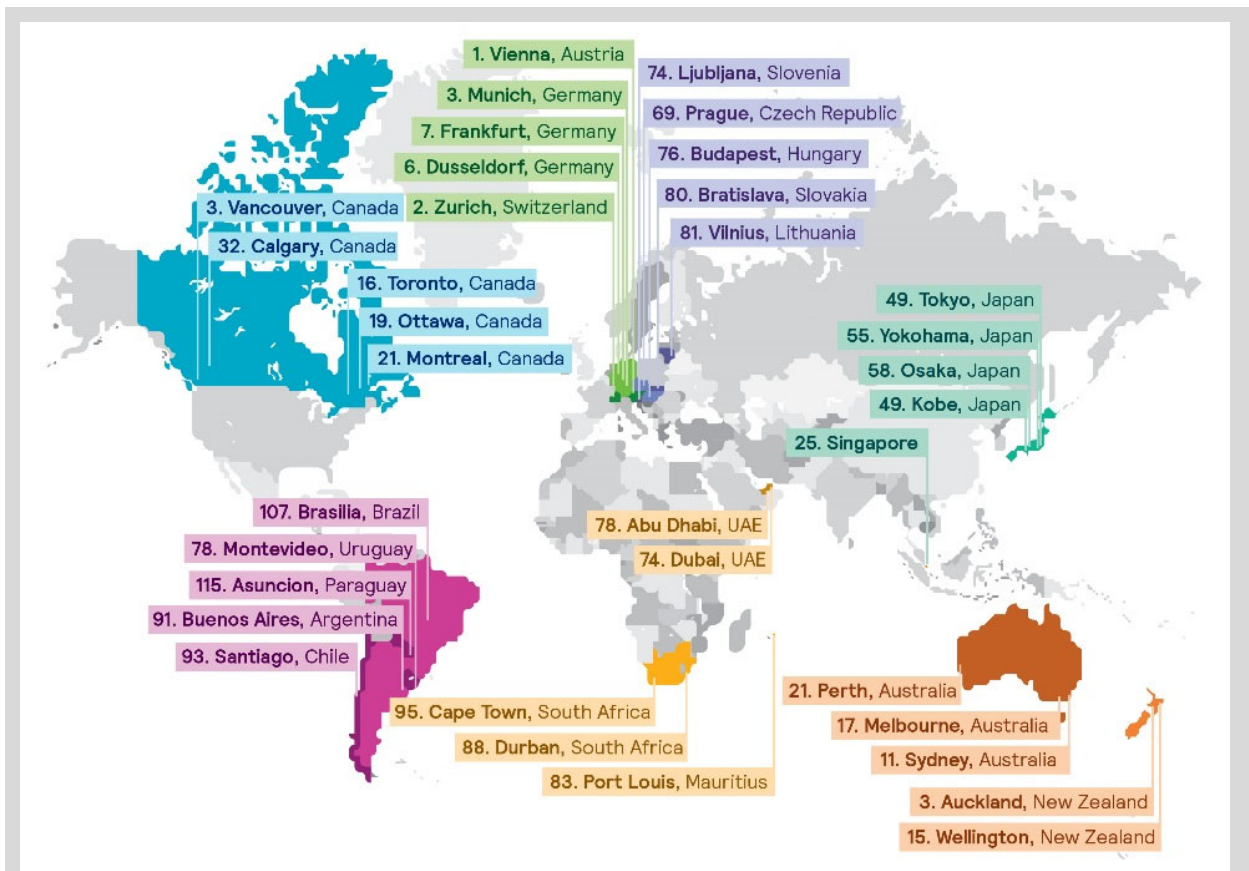 1. Vienna, Austria
3. Munich, Germany
7. Frankfurt, Germany
6. Dusseldorf, Germany
2. Zurich, Switzerland
74. Ljubljana, Slovenia
69. Prague, Czech Republic
76. Budapest, Hungary
80. Bratislava, Slovakia
81. Vilnius, Lithuania
3. Vancouver, Canada
32. Calgary, Canada
16. Toronto, Canada
19. Ottawa, Canada
21. Montreal, Canada
49. Tokyo, Japan
55. Yokohama, Japan
58. Osaka, Japan
49. Kobe, Japan
25. Singapore
107. Brasilia, Brazil
78. Montevideo, Uruguay
115. Asuncion, Paraguay
91. Buenos Aires, Argentina
93. Santiago, Chile
78. Abu Dhabi, UAE
74. Dubai, UAE
95. Cape Town, South Africa
88. Durban, South Africa
83. Port Louis, Mauritius
21. Perth, Australia
17. Melbourne, Australia
11. Sydney, Australia
3. Auckland, New Zealand
15. Wellington, New Zealand